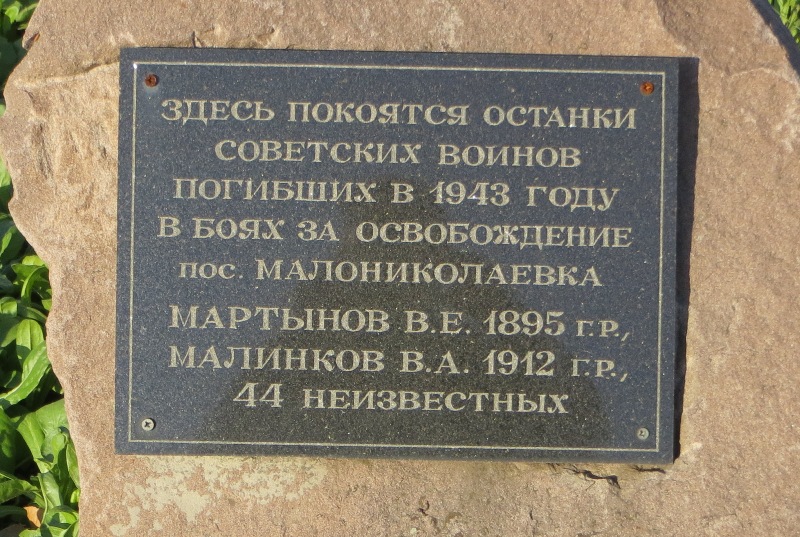 ЗДЕСЬ ПОКОЯТСЯ ОСТАНКИ
СОВЕТСКИХ ВОИНОВ
ПОГИБШИХ В 1943 ГОДУ
В БОЯХ ЗА ОСВОБОЖДЕНИЕ
пос. МАЛОНИКОЛАЕВКА
МАРТЫНОВ В.Е. 1895 Г.Р.,
МАЛИНКОВ В.А. 1912 Г.Р.,
44 НЕИЗВЕСТНЫХ